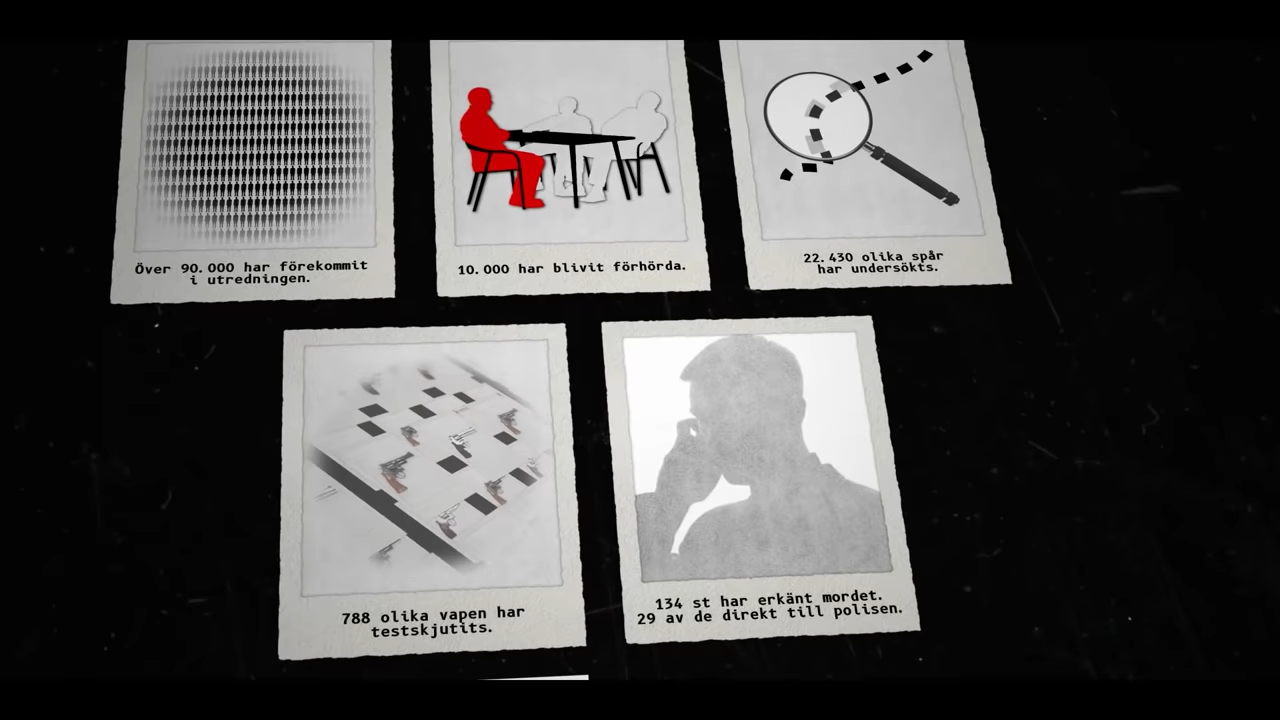 Över 90.000 har förekommit
i utredningen.
10.000 har blivit förhörda.
22.430 olika spår
har undersökts.
788 olika vapen har
testskjutits.
134 st har erkänt mordet.
29 av de direkt till polisen.